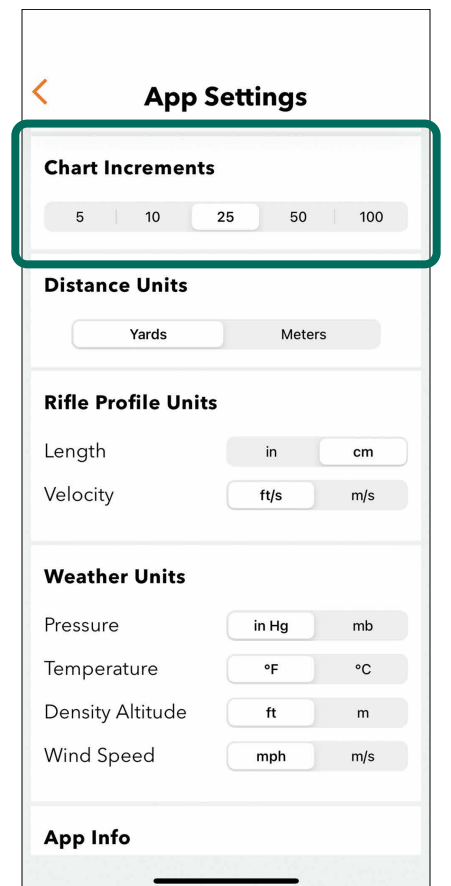 App Settings
Chart Increments
5 10 25 50 100
Distance Units
Yards Meters
Rifle Profile Units
Length in cm
Velocity ft/s m/s
Weather Units
Pressure in Hg mb
Temperature °F °C
Density Altitude ft m
Wind Speed mph m/s
App Info